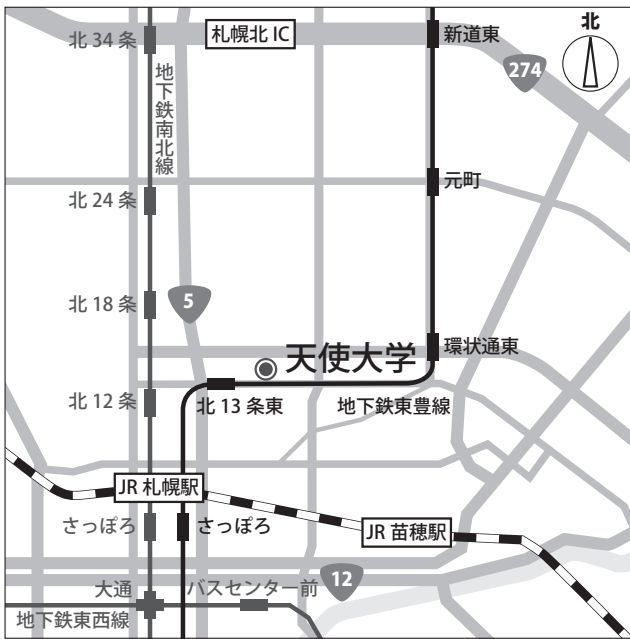 北 34 条
札幌北 IC
新道東
北
274
地下鉄南北線
元町
北 24 条
北 18 条
5
環状通東
天使大学
北 12 条
北 13 条東
地下鉄東豊線
JR 札幌駅
さっぽろ
さっぽろ
JR 苗穂駅
大通
バスセンター前
12
地下鉄東西線